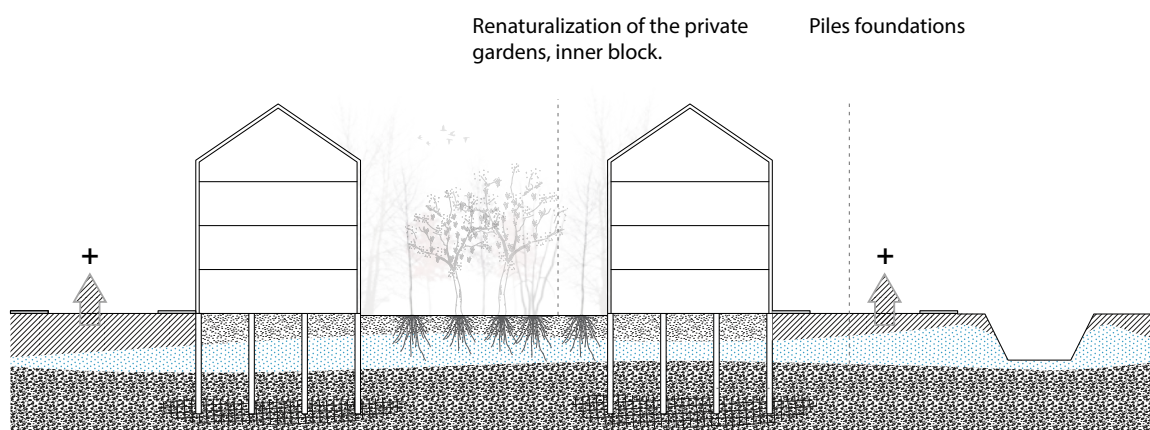 Renaturalization of the private
gardens, inner block.
Piles foundations
+
+